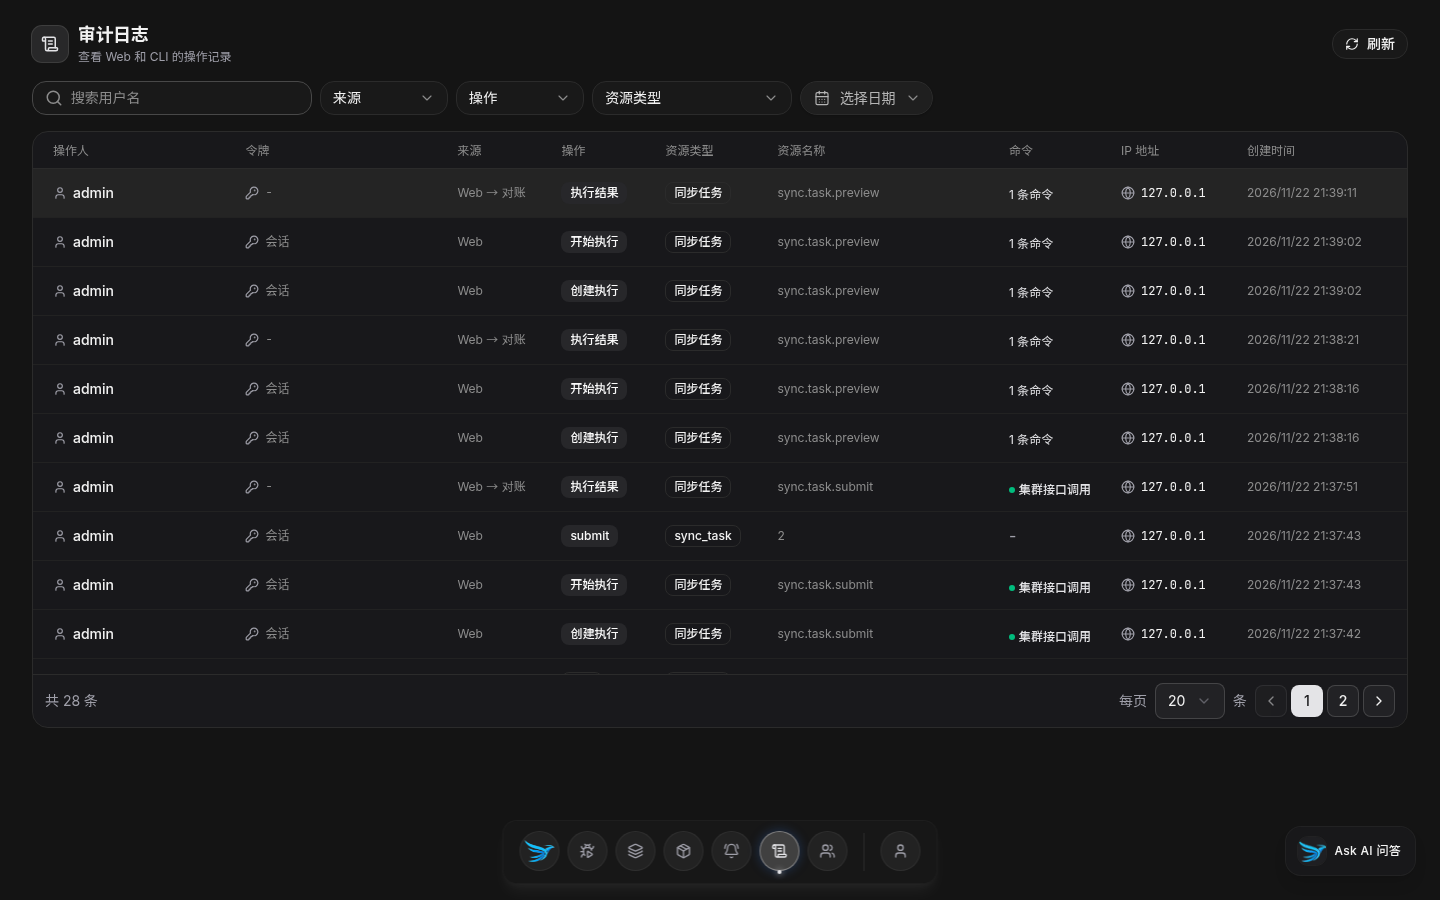 审计日志
查看 Web 和 CLI 的操作记录
刷新
搜索用户名 来源 操作 资源类型 选择日期
操作人 令牌 来源 操作 资源类型 资源名称 命令 IP 地址 创建时间
admin - Web → 对账 执行结果 同步任务 sync.task.preview 1 条命令 127.0.0.1 2026/11/22 21:39:11
admin 会话 Web 开始执行 同步任务 sync.task.preview 1 条命令 127.0.0.1 2026/11/22 21:39:02
admin 会话 Web 创建执行 同步任务 sync.task.preview 1 条命令 127.0.0.1 2026/11/22 21:39:02
admin - Web → 对账 执行结果 同步任务 sync.task.preview 1 条命令 127.0.0.1 2026/11/22 21:38:21
admin 会话 Web 开始执行 同步任务 sync.task.preview 1 条命令 127.0.0.1 2026/11/22 21:38:16
admin 会话 Web 创建执行 同步任务 sync.task.preview 1 条命令 127.0.0.1 2026/11/22 21:38:16
admin - Web → 对账 执行结果 同步任务 sync.task.submit 集群接口调用 127.0.0.1 2026/11/22 21:37:51
admin 会话 Web submit sync_task 2 – 127.0.0.1 2026/11/22 21:37:43
admin 会话 Web 开始执行 同步任务 sync.task.submit 集群接口调用 127.0.0.1 2026/11/22 21:37:43
admin 会话 Web 创建执行 同步任务 sync.task.submit 集群接口调用 127.0.0.1 2026/11/22 21:37:42
共 28 条 每页 20 条 1 2
Ask AI 问答